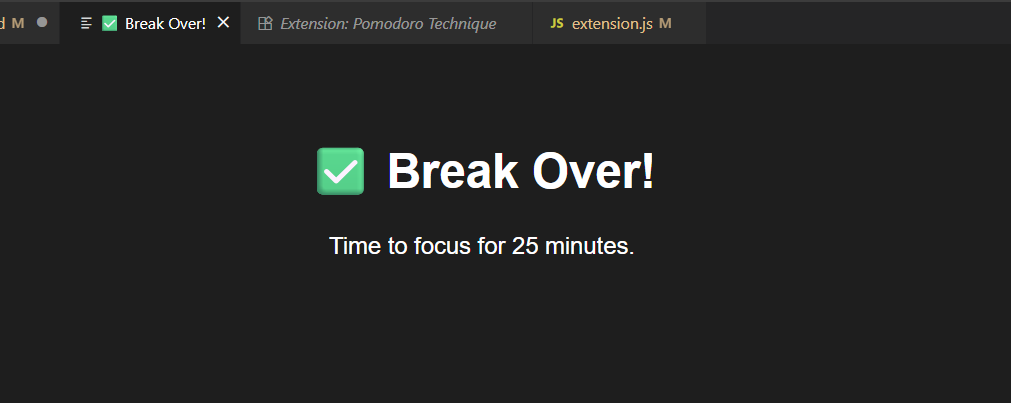 d M ✅ Break Over! Extension: Pomodoro Technique JS extension.js M
✅ Break Over!
Time to focus for 25 minutes.